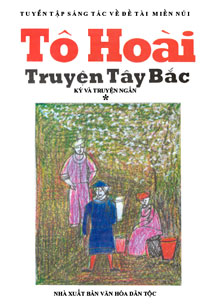 TUYỂN TẬP SÁNG TÁC VỀ ĐỀ TÀI MIỀN NÚI
Tô Hoài
Truyện Tây Bắc
KÝ VÀ TRUYỆN NGẮN
*
NHÀ XUẤT BẢN VĂN HÓA DÂN TỘC